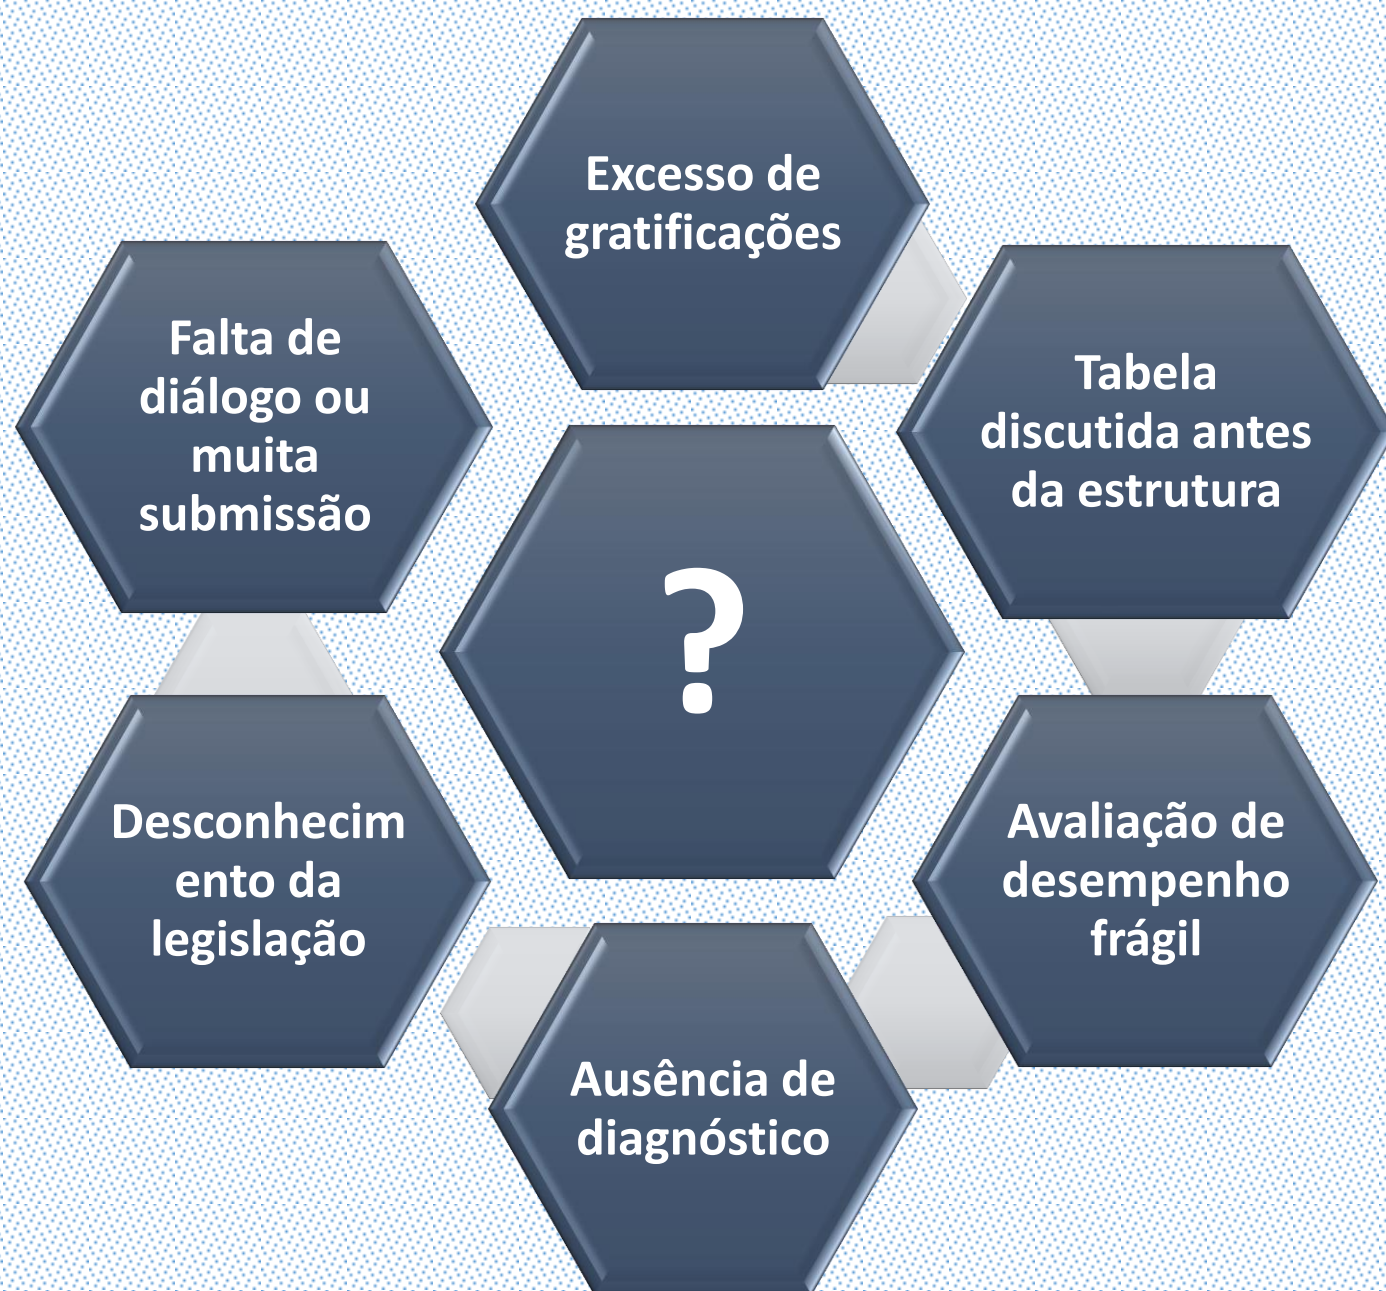 Excesso de
gratificações
Tabela
discutida antes
da estrutura
Avaliação de
desempenho
frágil
Ausência de
diagnóstico
Desconhecim
ento da
legislação
Falta de
diálogo ou
muita
submissão
?